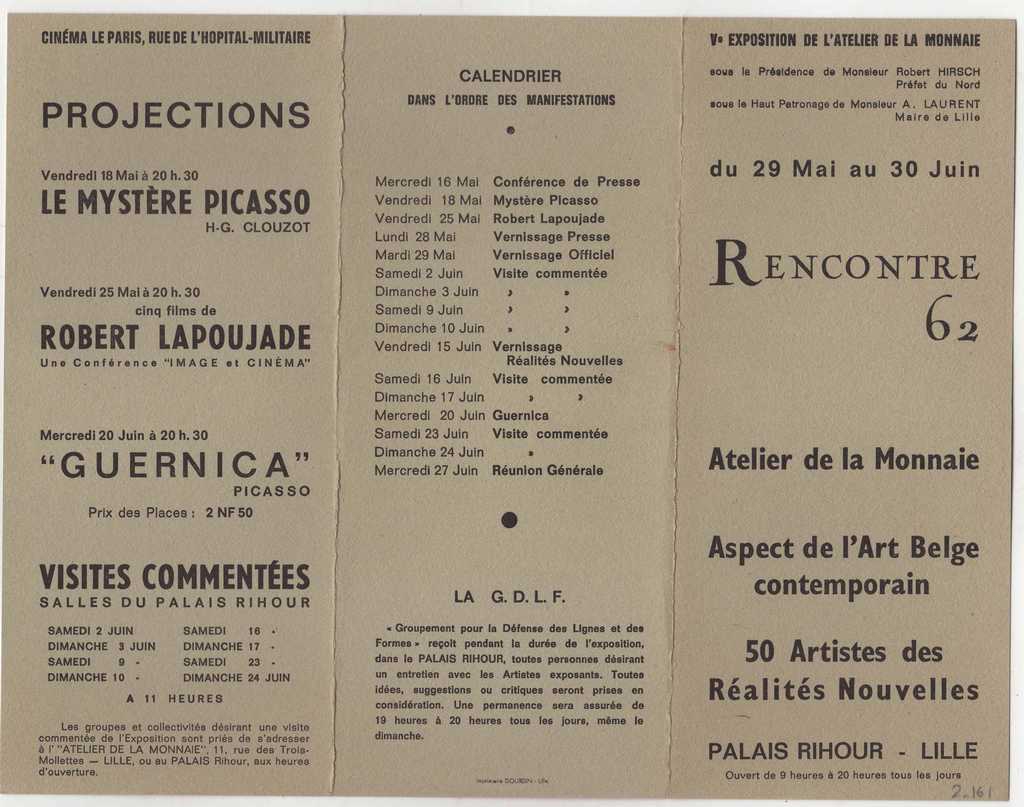 CINÉMA LE PARIS, RUE DE L'HOPITAL-MILITAIRE
PROJECTIONS
Vendredi 18 Mai à 20 h. 30
LE MYSTÈRE PICASSO
H-G. CLOUZOT
Vendredi 25 Mai à 20 h. 30
cinq films de
ROBERT LAPOUJADE
Une Conférence "IMAGE et CINÉMA"
Mercredi 20 Juin à 20 h. 30
"GUERNICA"
PICASSO
Prix des Places : 2 NF 50
VISITES COMMENTÉES
SALLES DU PALAIS RIHOUR
SAMEDI 2 JUIN SAMEDI 16 -
DIMANCHE 3 JUIN DIMANCHE 17 -
SAMEDI 9 - SAMEDI 23 -
DIMANCHE 10 - DIMANCHE 24 JUIN
A 11 HEURES
Les groupes et collectivités désirant une visite
commentée de l'Exposition sont priés de s'adresser
à l' "ATELIER DE LA MONNAIE", 11, rue des Trois-
Mollettes — LILLE, ou au PALAIS Rihour, aux heures
d'ouverture.
CALENDRIER
DANS L'ORDRE DES MANIFESTATIONS
Mercredi 16 Mai Conférence de Presse
Vendredi 18 Mai Mystère Picasso
Vendredi 25 Mai Robert Lapoujade
Lundi 28 Mai Vernissage Presse
Mardi 29 Mai Vernissage Officiel
Samedi 2 Juin Visite commentée
Dimanche 3 Juin » »
Samedi 9 Juin » »
Dimanche 10 Juin » »
Vendredi 15 Juin Vernissage
Réalités Nouvelles
Samedi 16 Juin Visite commentée
Dimanche 17 Juin » »
Mercredi 20 Juin Guernica
Samedi 23 Juin Visite commentée
Dimanche 24 Juin »
Mercredi 27 Juin Réunion Générale
LA G. D. L. F.
« Groupement pour la Défense des Lignes et des
Formes » reçoit pendant la durée de l'exposition,
dans le PALAIS RIHOUR, toutes personnes désirant
un entretien avec les Artistes exposants. Toutes
idées, suggestions ou critiques seront prises en
considération. Une permanence sera assurée de
19 heures à 20 heures tous les jours, même le
dimanche.
Imprimerie DOURDIN - Lille
Ve EXPOSITION DE L'ATELIER DE LA MONNAIE
sous la Présidence de Monsieur Robert HIRSCH
Préfet du Nord
sous le Haut Patronage de Monsieur A. LAURENT
Maire de Lille
du 29 Mai au 30 Juin
RENCONTRE
62
Atelier de la Monnaie
Aspect de l'Art Belge
contemporain
50 Artistes des
Réalités Nouvelles
PALAIS RIHOUR - LILLE
Ouvert de 9 heures à 20 heures tous les jours
2.161